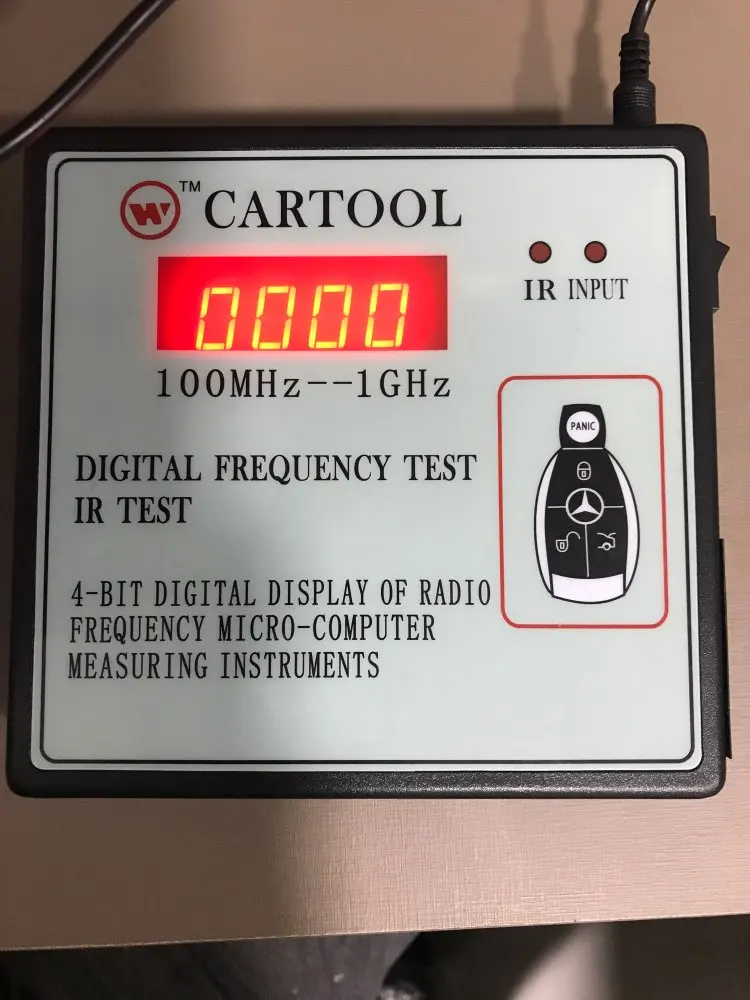 W TM CARTOOL
0000
IR INPUT
100MHz--1GHz
PANIC
DIGITAL FREQUENCY TEST
IR TEST
4-BIT DIGITAL DISPLAY OF RADIO
FREQUENCY MICRO-COMPUTER
MEASURING INSTRUMENTS